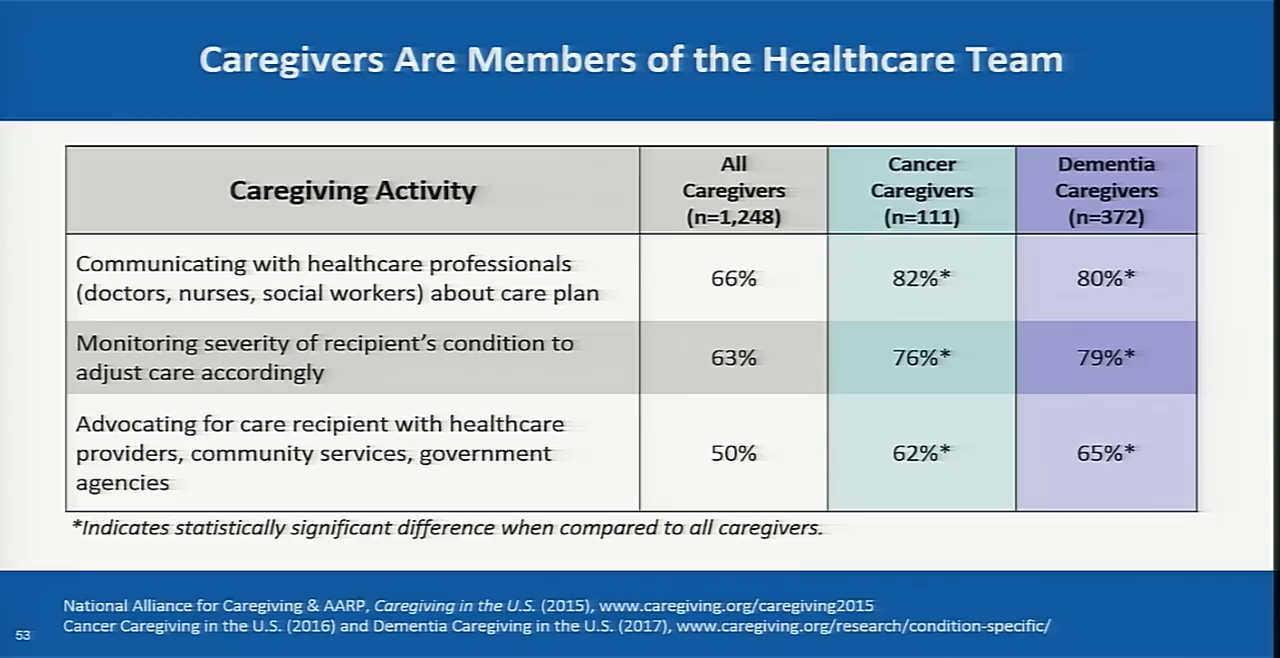 Caregivers Are Members of the Healthcare Team
Caregiving Activity
All
Caregivers
(n=1,248)
Cancer
Caregivers
(n=111)
Dementia
Caregivers
(n=372)
Communicating with healthcare professionals
(doctors, nurses, social workers) about care plan
66%
82%*
80%*
Monitoring severity of recipient's condition to
adjust care accordingly
63%
76%*
79%*
Advocating for care recipient with healthcare
providers, community services, government
agencies
50%
62%*
65%*
*Indicates statistically significant difference when compared to all caregivers.
National Alliance for Caregiving & AARP, Caregiving in the U.S. (2015), www.caregiving.org/caregiving2015
Cancer Caregiving in the U.S. (2016) and Dementia Caregiving in the U.S. (2017), www.caregiving.org/research/condition-specific/
53